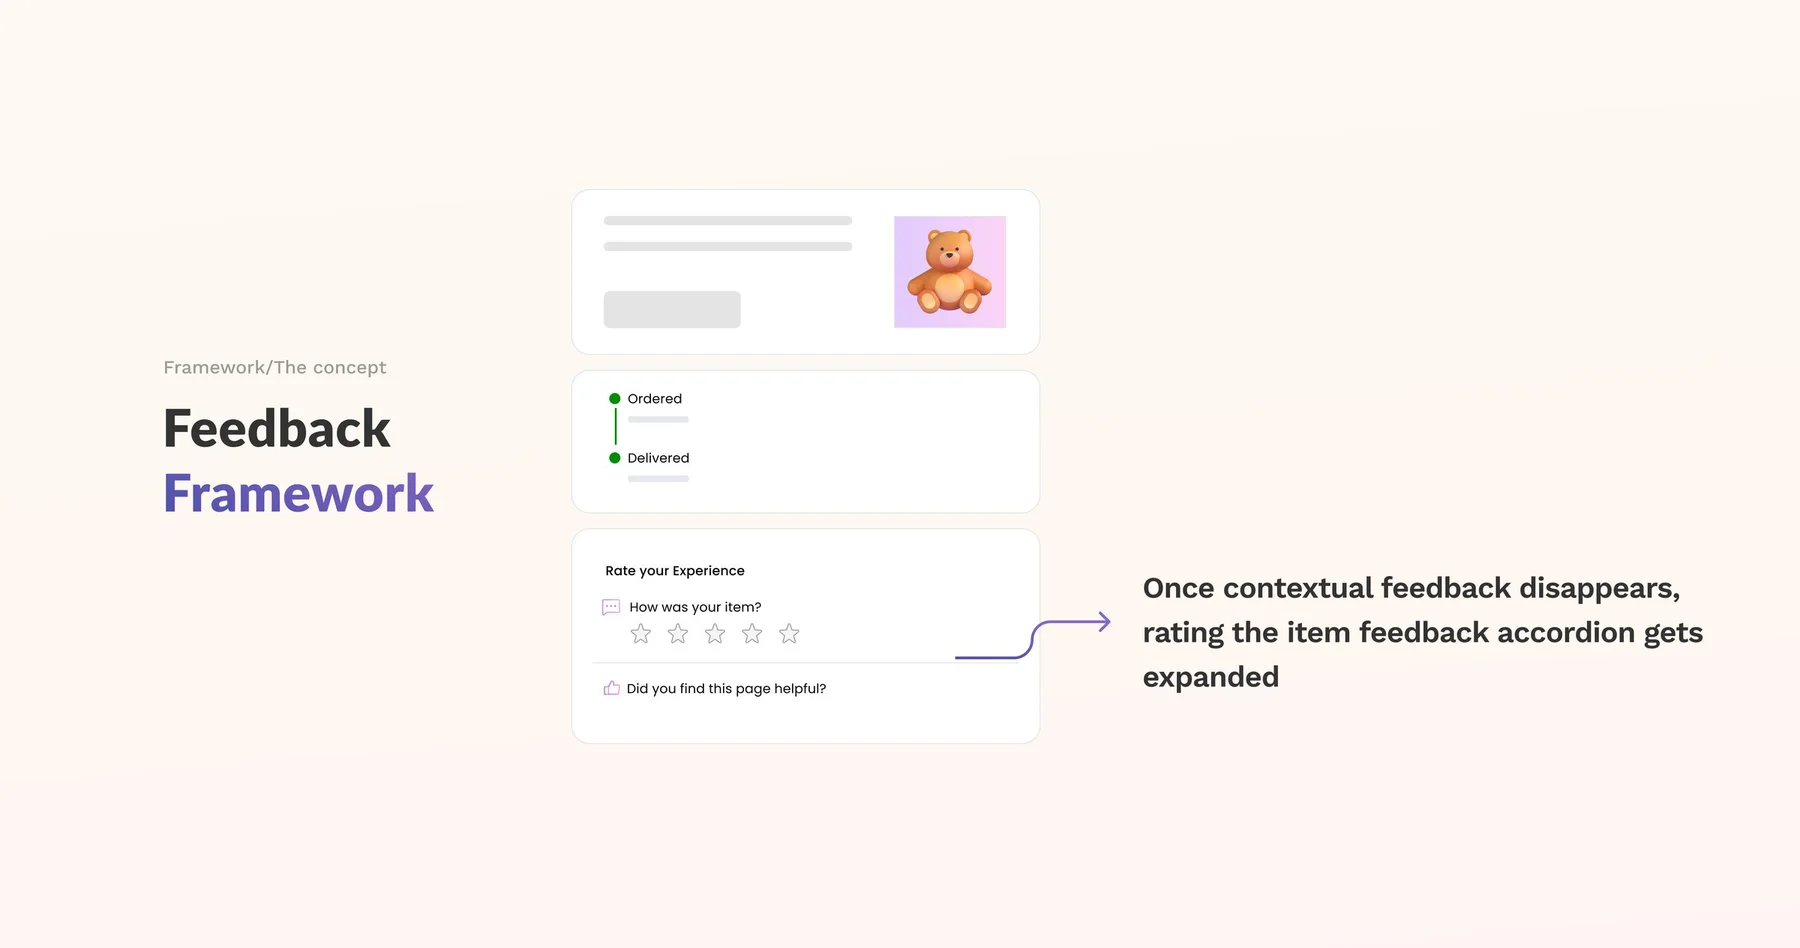 Framework/The concept
Feedback
Framework
Ordered
Delivered
Rate your Experience
How was your item?
Did you find this page helpful?
Once contextual feedback disappears,
rating the item feedback accordion gets
expanded